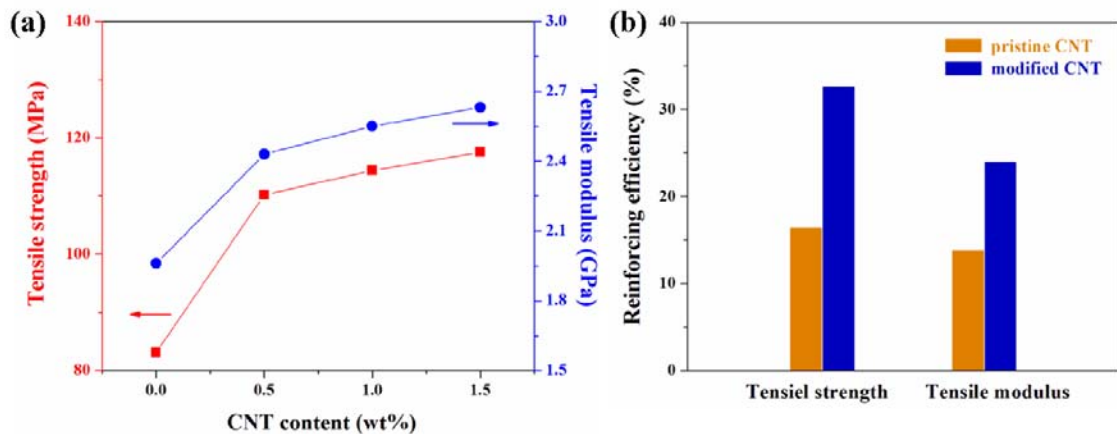 (a)
140
120
100
80
Tensile strength (MPa)
3.0
2.7
2.4
2.1
1.8
1.5
Tensile modulus (GPa)
0.0 0.5 1.0 1.5
CNT content (wt%)
(b)
40
30
20
10
0
Reinforcing efficiency (%)
pristine CNT
modified CNT
Tensiel strength Tensile modulus